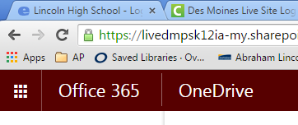 Lincoln High School - Lo
Des Moines Live Site Log
https://livedmpsk12ia-my.sharepo
Apps AP Saved Libraries - Ov... Abraham Linc
Office 365 OneDrive